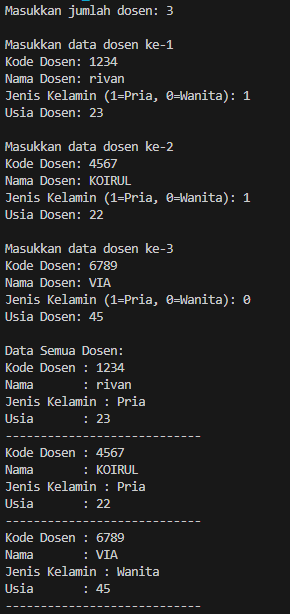 Masukkan jumlah dosen: 3
Masukkan data dosen ke-1
Kode Dosen: 1234
Nama Dosen: rivan
Jenis Kelamin (1=Pria, 0=Wanita): 1
Usia Dosen: 23
Masukkan data dosen ke-2
Kode Dosen: 4567
Nama Dosen: KOIRUL
Jenis Kelamin (1=Pria, 0=Wanita): 1
Usia Dosen: 22
Masukkan data dosen ke-3
Kode Dosen: 6789
Nama Dosen: VIA
Jenis Kelamin (1=Pria, 0=Wanita): 0
Usia Dosen: 45
Data Semua Dosen:
Kode Dosen : 1234
Nama       : rivan
Jenis Kelamin : Pria
Usia       : 23
----------------------------
Kode Dosen : 4567
Nama       : KOIRUL
Jenis Kelamin : Pria
Usia       : 22
----------------------------
Kode Dosen : 6789
Nama       : VIA
Jenis Kelamin : Wanita
Usia       : 45
----------------------------